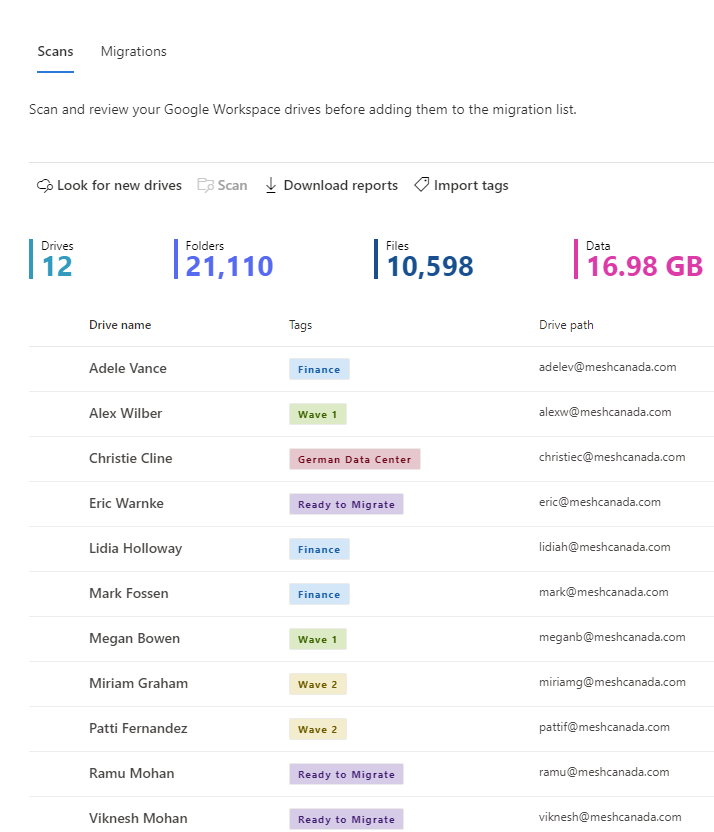 Scans Migrations
Scan and review your Google Workspace drives before adding them to the migration list.
Look for new drives Scan Download reports Import tags
Drives Folders Files Data
12 21,110 10,598 16.98 GB
Drive name Tags Drive path
Adele Vance Finance adelev@meshcanada.com
Alex Wilber Wave 1 alexw@meshcanada.com
Christie Cline German Data Center christiec@meshcanada.com
Eric Warnke Ready to Migrate eric@meshcanada.com
Lidia Holloway Finance lidiah@meshcanada.com
Mark Fossen Finance mark@meshcanada.com
Megan Bowen Wave 1 meganb@meshcanada.com
Miriam Graham Wave 2 miriamg@meshcanada.com
Patti Fernandez Wave 2 pattif@meshcanada.com
Ramu Mohan Ready to Migrate ramu@meshcanada.com
Viknesh Mohan Ready to Migrate viknesh@meshcanada.com